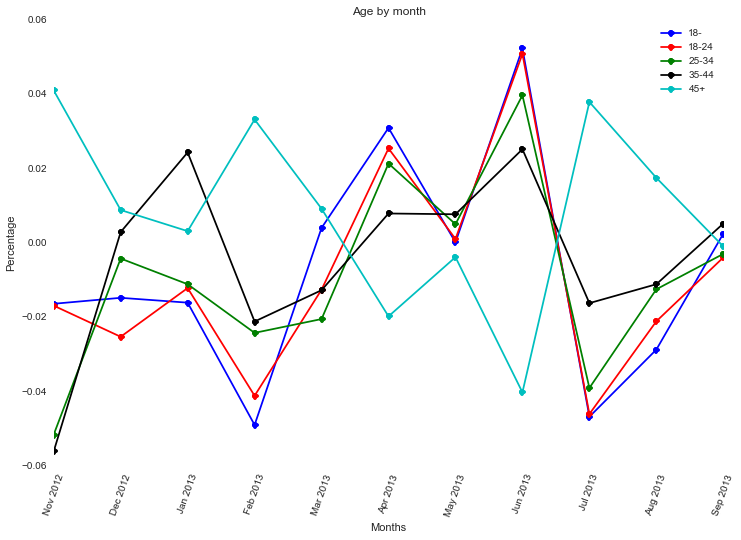 Age by month
0.06
0.04
0.02
0.00
−0.02
−0.04
−0.06
Percentage
18-
18-24
25-34
35-44
45+
Nov 2012
Dec 2012
Jan 2013
Feb 2013
Mar 2013
Apr 2013
May 2013
Jun 2013
Jul 2013
Aug 2013
Sep 2013
Months